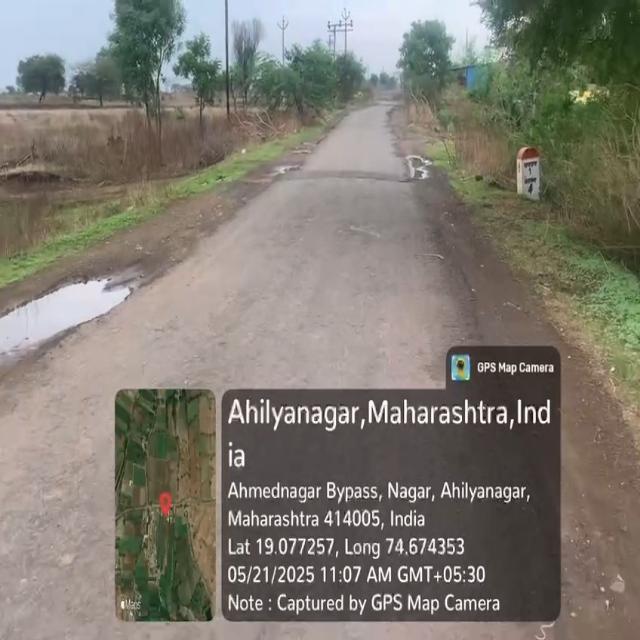 GPS Map Camera
Ahilyanagar,Maharashtra,Ind
ia
Ahmednagar Bypass, Nagar, Ahilyanagar,
Maharashtra 414005, India
Lat 19.077257, Long 74.674353
05/21/2025 11:07 AM GMT+05:30
Note : Captured by GPS Map Camera
Maps